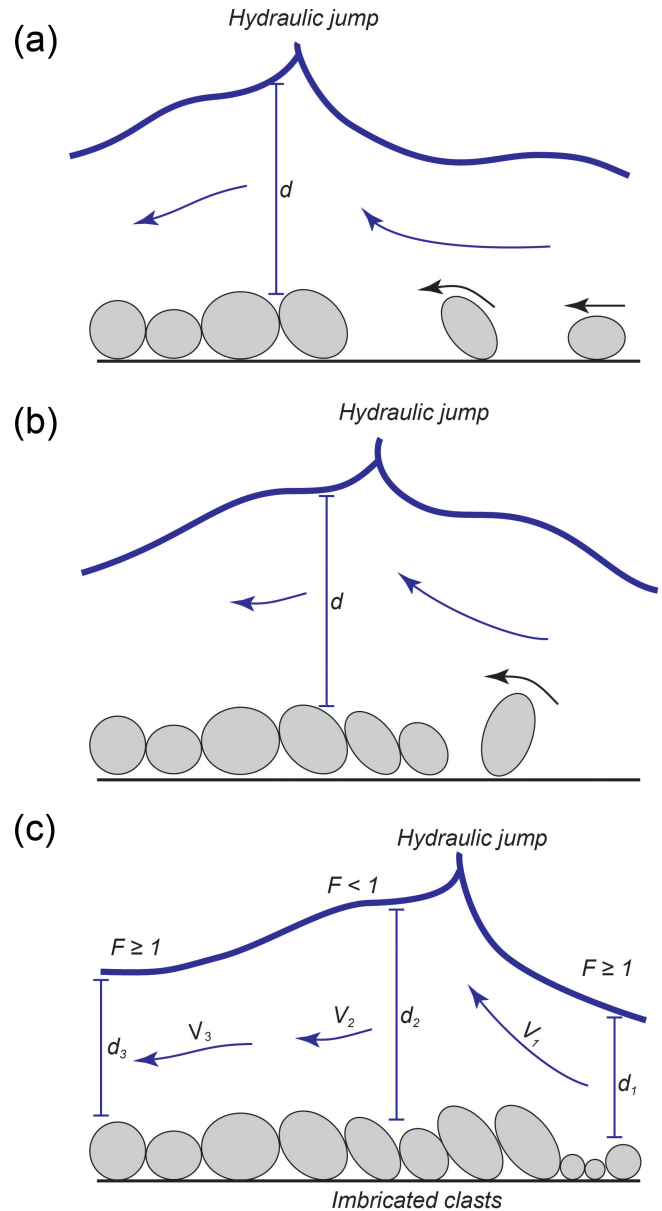 (a)
Hydraulic jump
d
(b)
Hydraulic jump
d
(c)
Hydraulic jump
F < 1
F ≥ 1
F ≥ 1
V₃
V₂
d₂
V₁
d₃
d₁
Imbricated clasts